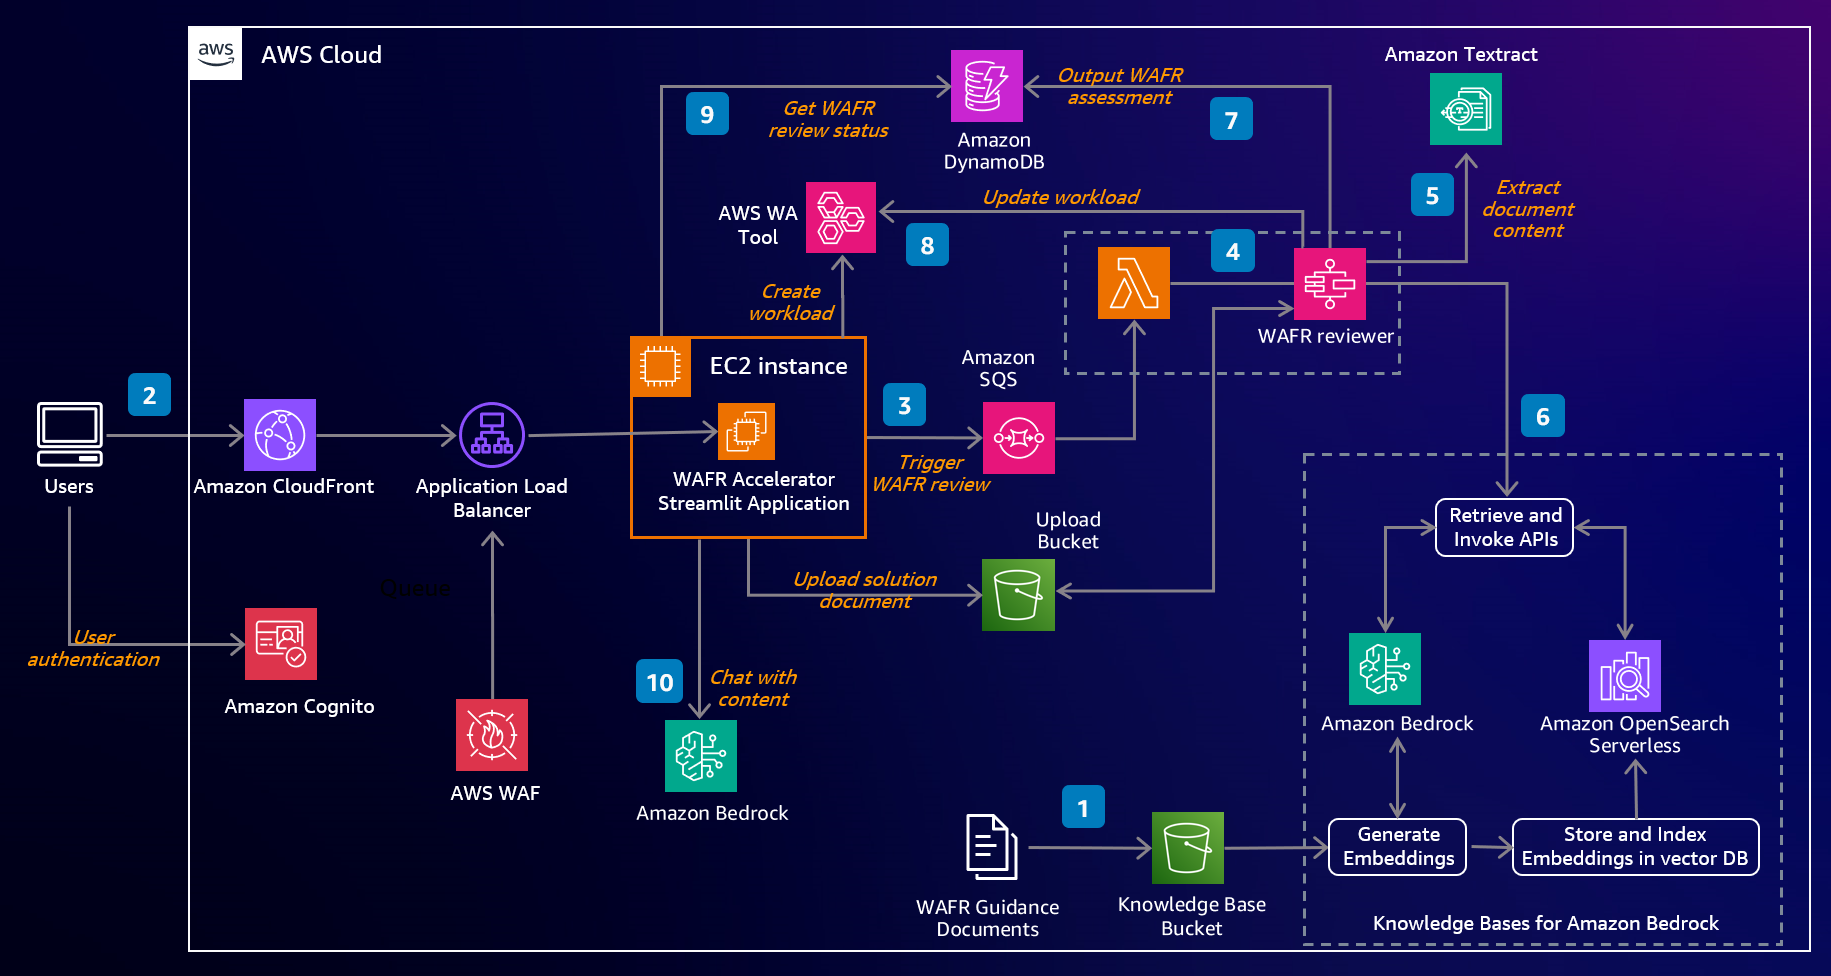 aws
AWS Cloud
Amazon Textract
9
Get WAFR
review status
Amazon
DynamoDB
Output WAFR
assessment
7
5
Extract
document
content
AWS WA
Tool
Update workload
8
4
Create
workload
WAFR reviewer
EC2 instance
Amazon
SQS
2
3
6
Users
Amazon CloudFront
Application Load
Balancer
WAFR Accelerator
Streamlit Application
Trigger
WAFR review
Retrieve and
Invoke APIs
Upload
Bucket
Queue
Upload solution
document
User
authentication
Amazon Cognito
10
Chat with
content
Amazon Bedrock
Amazon OpenSearch
Serverless
AWS WAF
Amazon Bedrock
1
Generate
Embeddings
Store and Index
Embeddings in vector DB
WAFR Guidance
Documents
Knowledge Base
Bucket
Knowledge Bases for Amazon Bedrock